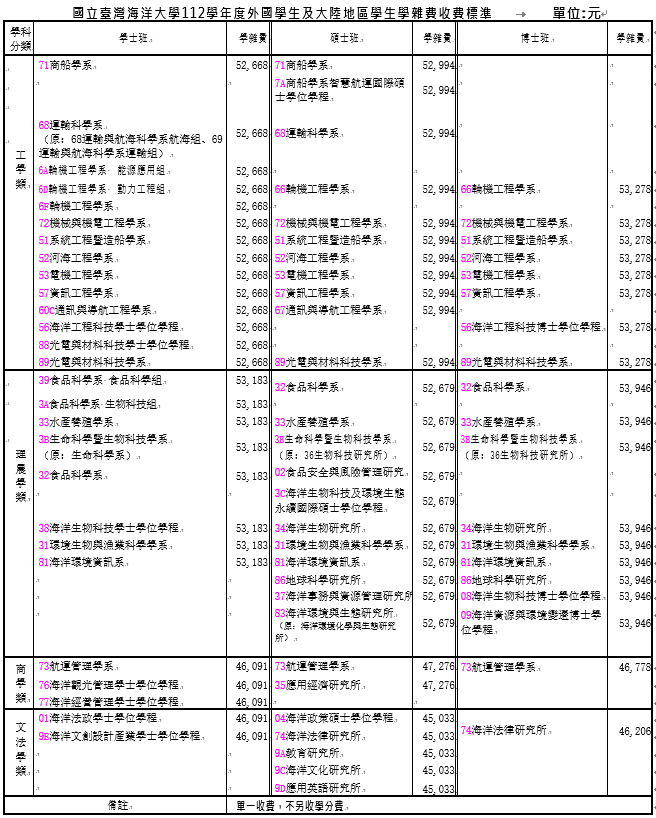 國立臺灣海洋大學112學年度外國學生及大陸地區學生學雜費收費標準 → 單位:元
學科分類 學士班 學雜費 碩士班 學雜費 博士班 學雜費
工學類
71商船學系 52,668 71商船學系 52,994
7A商船學系智慧航運國際碩
士學位學程 52,994
68運輸科學系
（原：68運輸與航海科學系航海組、69
運輸與航海科學系運輸組） 52,668 68運輸科學系 52,994
6A輪機工程學系 能源應用組 52,668
6D輪機工程學系 動力工程組 52,668 66輪機工程學系 52,994 66輪機工程學系 53,278
6F輪機工程學系 52,668
72機械與機電工程學系 52,668 72機械與機電工程學系 52,994 72機械與機電工程學系 53,278
51系統工程暨造船學系 52,668 51系統工程暨造船學系 52,994 51系統工程暨造船學系 53,278
52河海工程學系 52,668 52河海工程學系 52,994 52河海工程學系 53,278
53電機工程學系 52,668 53電機工程學系 52,994 53電機工程學系 53,278
57資訊工程學系 52,668 57資訊工程學系 52,994 57資訊工程學系 53,278
60C通訊與導航工程學系 52,668 67通訊與導航工程學系 52,994
56海洋工程科技學士學位學程 52,668 56海洋工程科技博士學位學程 53,278
88光電與材料科技學士學位學程 52,668
89光電與材料科技學系 52,668 89光電與材料科技學系 52,994 89光電與材料科技學系 53,278
理農學類
39食品科學系 食品科學組 53,183 32食品科學系 52,679 32食品科學系 53,946
3A食品科學系 生物科技組 53,183
33水產養殖學系 53,183 33水產養殖學系 52,679 33水產養殖學系 53,946
3B生命科學暨生物科技學系
（原：生命科學系） 53,183 3B生命科學暨生物科技學系
（原：36生物科技研究所） 52,679 3B生命科學暨生物科技學系
（原：36生物科技研究所） 53,946
32食品科學系 53,183 02食品安全與風險管理研究 52,679
3C海洋生物科技及環境生態
永續國際碩士學位學程 52,679
38海洋生物科技學士學位學程 53,183 34海洋生物研究所 52,679 34海洋生物研究所 53,946
31環境生物與漁業科學學系 53,183 31環境生物與漁業科學學系 52,679 31環境生物與漁業科學學系 53,946
81海洋環境資訊系 53,183 81海洋環境資訊系 52,679 81海洋環境資訊系 53,946
86地球科學研究所 52,679 86地球科學研究所 53,946
37海洋事務與資源管理研究所 52,679 08海洋生物科技博士學位學程 53,946
83海洋環境與生態研究所
（原：海洋環境化學與生態研究
所） 52,679 09海洋資源與環境變遷博士學
位學程 53,946
商學類
73航運管理學系 46,091 73航運管理學系 47,276 73航運管理學系 46,778
76海洋觀光管理學士學位學程 46,091 35應用經濟研究所 47,276
77海洋經營管理學士學位學程 46,091
文法學類
01海洋法政學士學位學程 46,091 04海洋政策碩士學位學程 45,033
9E海洋文創設計產業學士學位學程 46,091 74海洋法律研究所 45,033 74海洋法律研究所 46,206
9A教育研究所 45,033
9C海洋文化研究所 45,033
9D應用英語研究所 45,033
備註 單一收費，不另收學分費